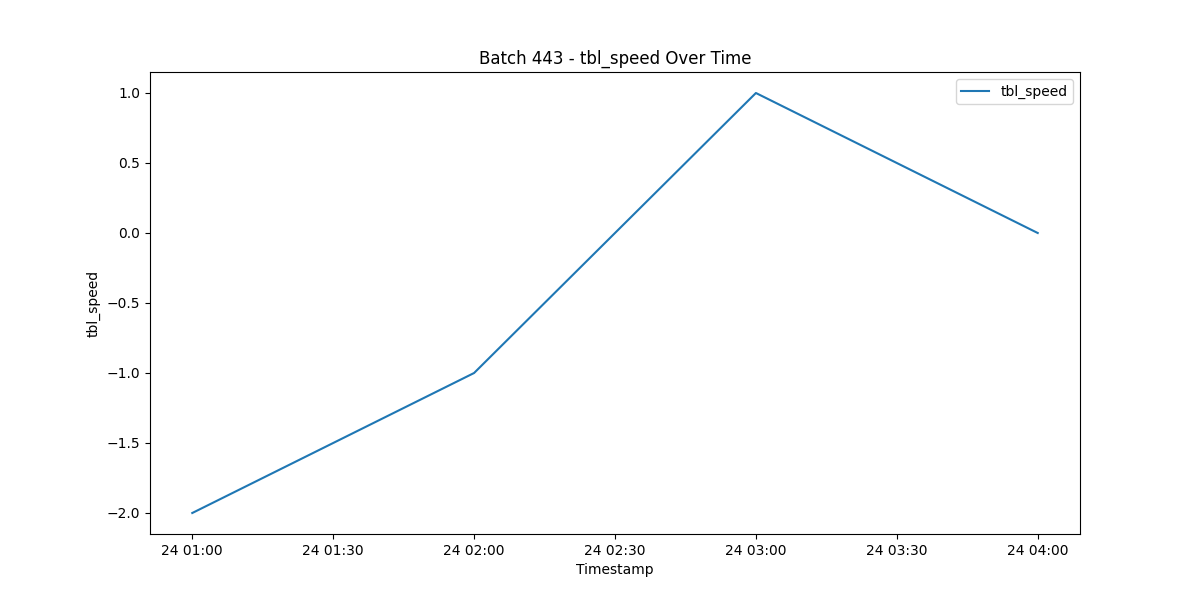 Batch 443 - tbl_speed Over Time
tbl_speed
1.0
0.5
0.0
−0.5
−1.0
−1.5
−2.0
tbl_speed
24 01:00 24 01:30 24 02:00 24 02:30 24 03:00 24 03:30 24 04:00
Timestamp